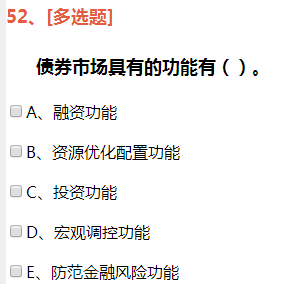 52、[多选题]
债券市场具有的功能有（ ）。
A、融资功能
B、资源优化配置功能
C、投资功能
D、宏观调控功能
E、防范金融风险功能